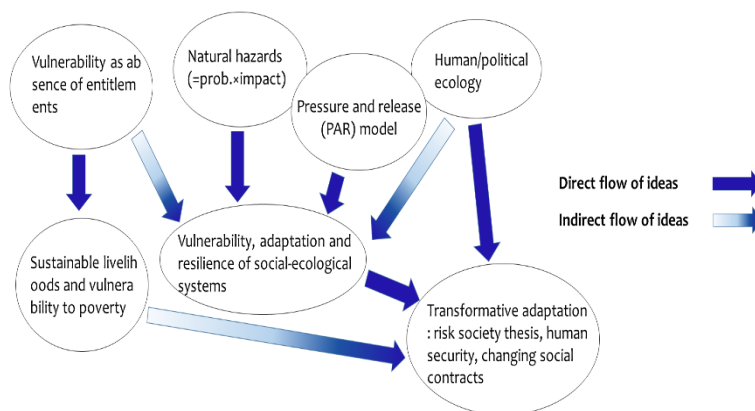 Vulnerability as ab
sence of entitlem
ents
Natural hazards
(=prob.×impact)
Pressure and release
(PAR) model
Human/political
ecology
Direct flow of ideas
Indirect flow of ideas
Sustainable livelih
oods and vulnera
bility to poverty
Vulnerability, adaptation and
resilience of social-ecological
systems
Transformative adaptation
: risk society thesis, human
security, changing social
contracts